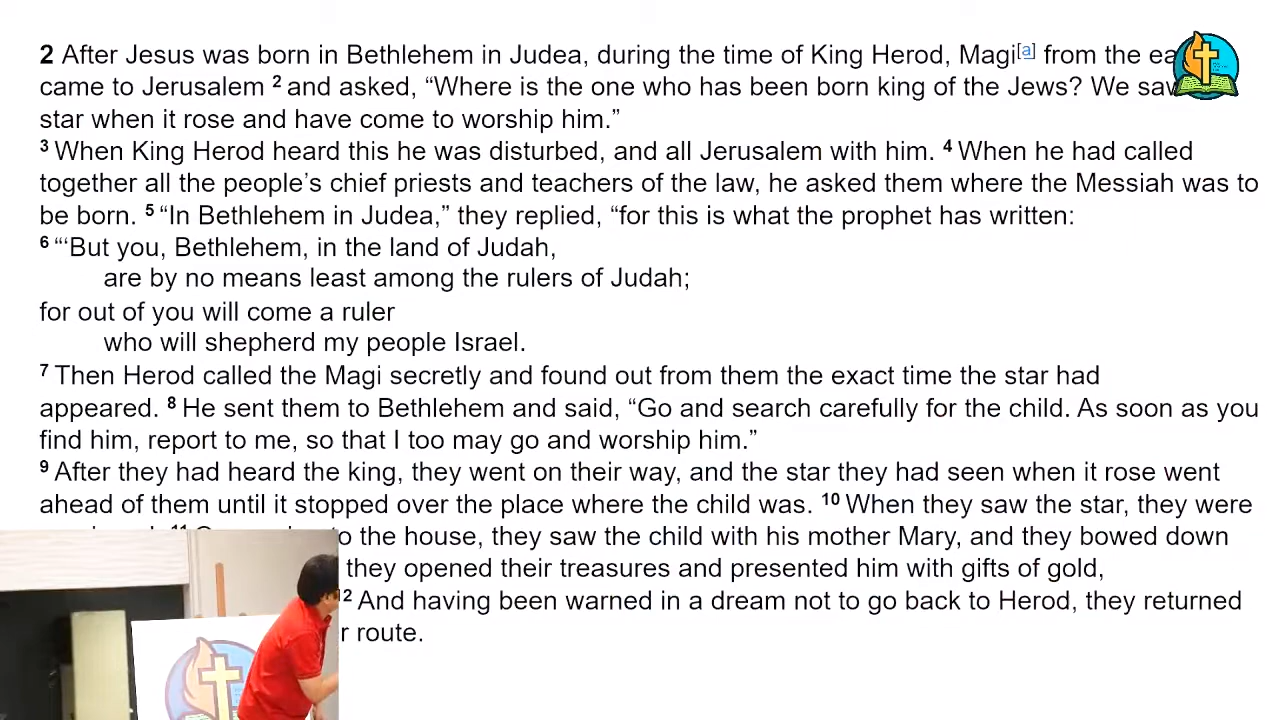 2 After Jesus was born in Bethlehem in Judea, during the time of King Herod, Magi[a] from the
came to Jerusalem 2 and asked, “Where is the one who has been born king of the Jews? We
star when it rose and have come to worship him.”
3 When King Herod heard this he was disturbed, and all Jerusalem with him. 4 When he had called
together all the people’s chief priests and teachers of the law, he asked them where the Messiah was to
be born. 5 “In Bethlehem in Judea,” they replied, “for this is what the prophet has written:
6 “‘But you, Bethlehem, in the land of Judah,
are by no means least among the rulers of Judah;
for out of you will come a ruler
who will shepherd my people Israel.
7 Then Herod called the Magi secretly and found out from them the exact time the star had
appeared. 8 He sent them to Bethlehem and said, “Go and search carefully for the child. As soon as you
find him, report to me, so that I too may go and worship him.”
9 After they had heard the king, they went on their way, and the star they had seen when it rose went
ahead of them until it stopped over the place where the child was. 10 When they saw the star, they were
the house, they saw the child with his mother Mary, and they bowed down
they opened their treasures and presented him with gifts of gold,
And having been warned in a dream not to go back to Herod, they returned
route.